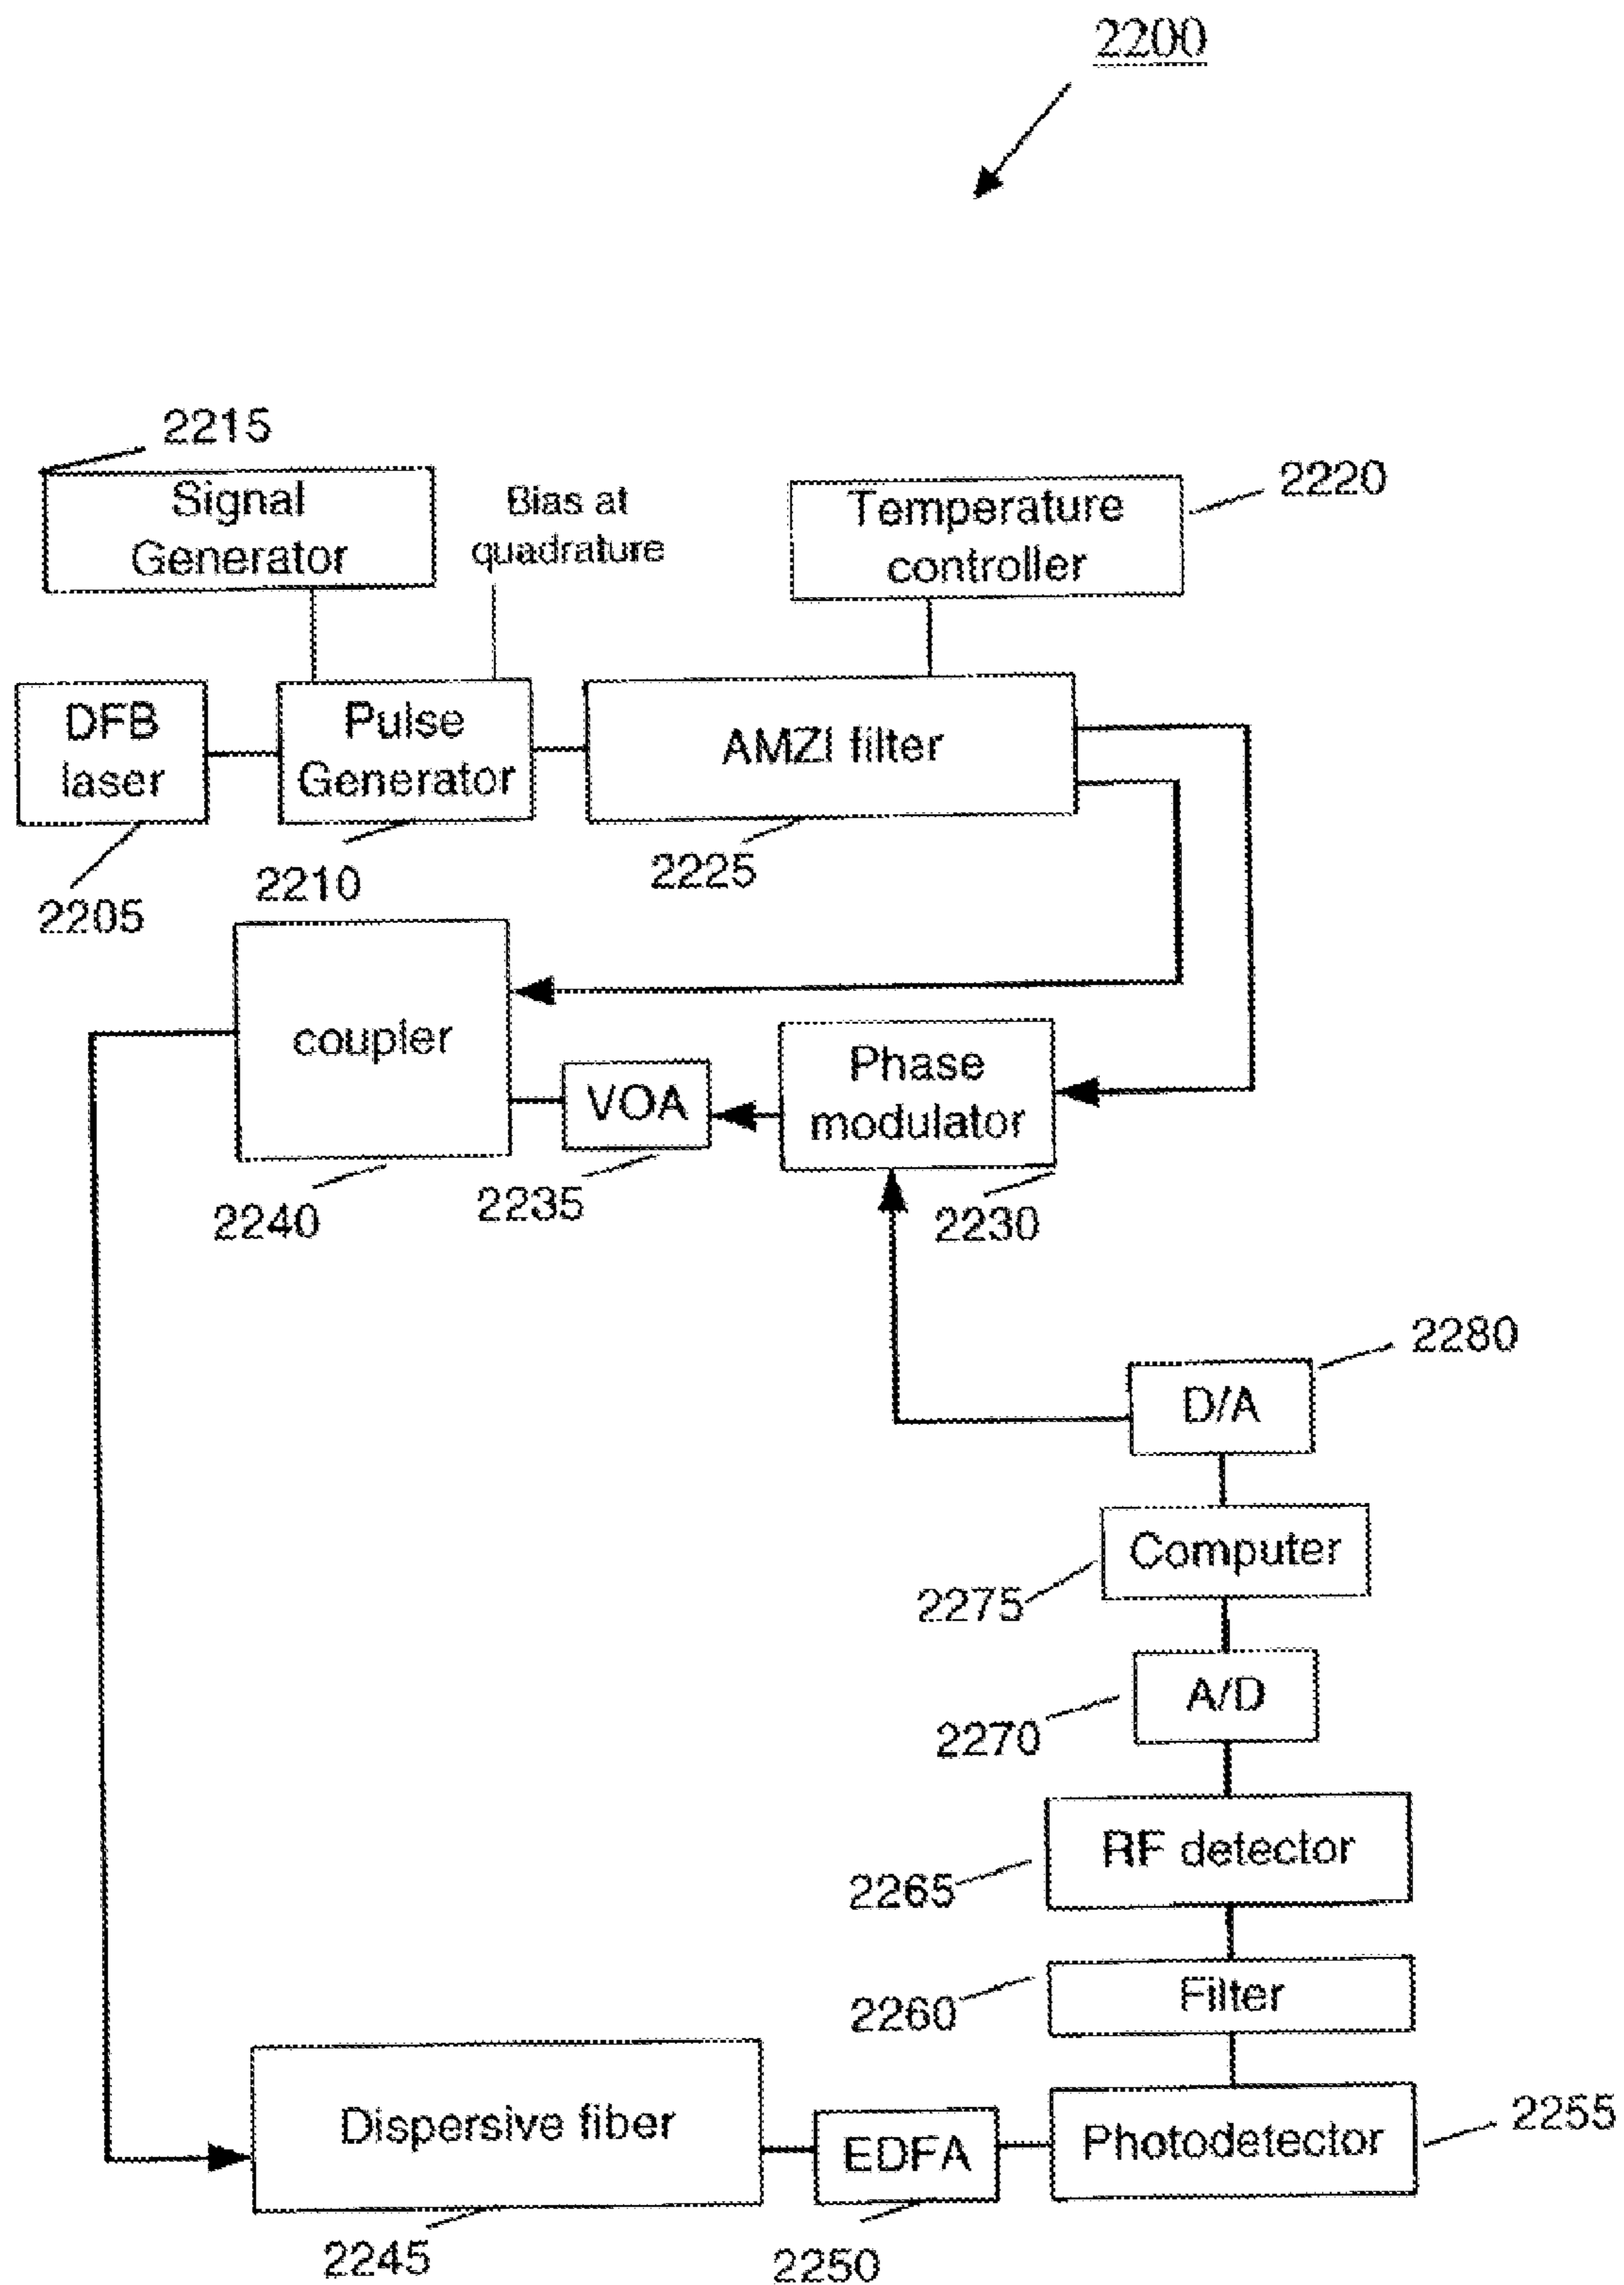 2200
2215
Signal
Generator
Bias at
quadrature
Temperature
controller
2220
DFB
laser
Pulse
Generator
AMZI filter
2205
2210
2225
coupler
VOA
Phase
modulator
2240
2235
2230
2280
D/A
Computer
2275
A/D
2270
RF detector
2265
Filter
2260
Dispersive fiber
EDFA
Photodetector
2255
2245
2250